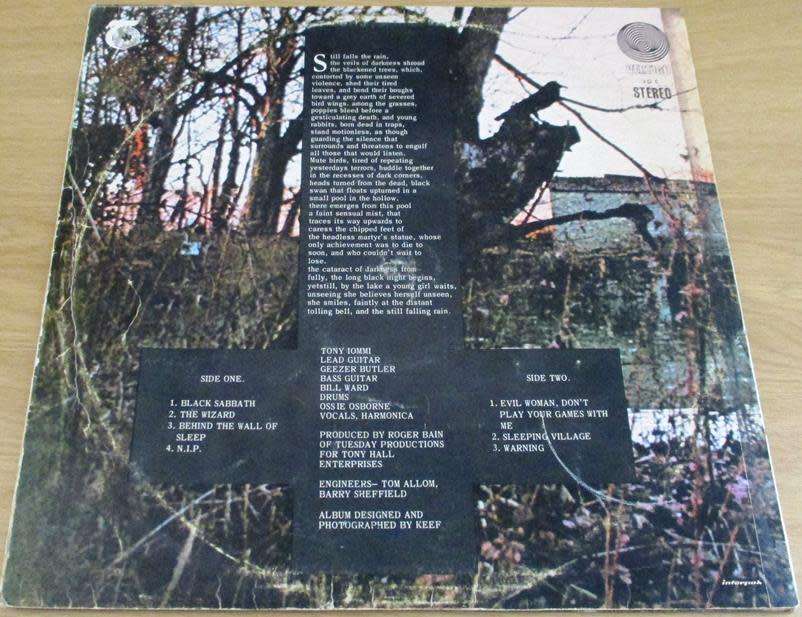 Still falls the rain,
the veils of darkness shroud
the blackened trees, which,
contorted by some unseen
violence, shed their tired
leaves, and bend their boughs
toward a grey earth of severed
bird wings. among the grasses,
poppies bleed before a
gesticulating death, and young
rabbits, born dead in traps,
stand motionless, as though
guarding the silence that
surrounds and threatens to engulf
all those that would listen.
Mute birds, tired of repeating
yesterdays terrors, huddle together
in the recesses of dark corners,
heads turned from the dead, black
swan that floats upturned in a
small pool in the hollow.
there emerges from this pool
a faint sensual mist, that
traces its way upwards to
caress the chipped feet of
the headless martyr's statue, whose
only achievement was to die to
soon, and who couldn't wait to
lose.
the cataract of darkness from
fully, the long black night begins,
yetstill, by the lake a young girl waits,
unseeing she believes herself unseen,
she smiles, faintly at the distant
tolling bell, and the still falling rain.
VERTIGO
STEREO
SIDE ONE.
1. BLACK SABBATH
2. THE WIZARD
3. BEHIND THE WALL OF
SLEEP
4. N.I.P.
TONY IOMMI
LEAD GUITAR
GEEZER BUTLER
BASS GUITAR
BILL WARD
DRUMS
OSSIE OSBORNE
VOCALS, HARMONICA
PRODUCED BY ROGER BAIN
OF TUESDAY PRODUCTIONS
FOR TONY HALL
ENTERPRISES
ENGINEERS— TOM ALLOM,
BARRY SHEFFIELD
ALBUM DESIGNED AND
PHOTOGRAPHED BY KEEF
SIDE TWO.
1. EVIL WOMAN, DON'T
PLAY YOUR GAMES WITH
ME
2. SLEEPING VILLAGE
3. WARNING
interpak